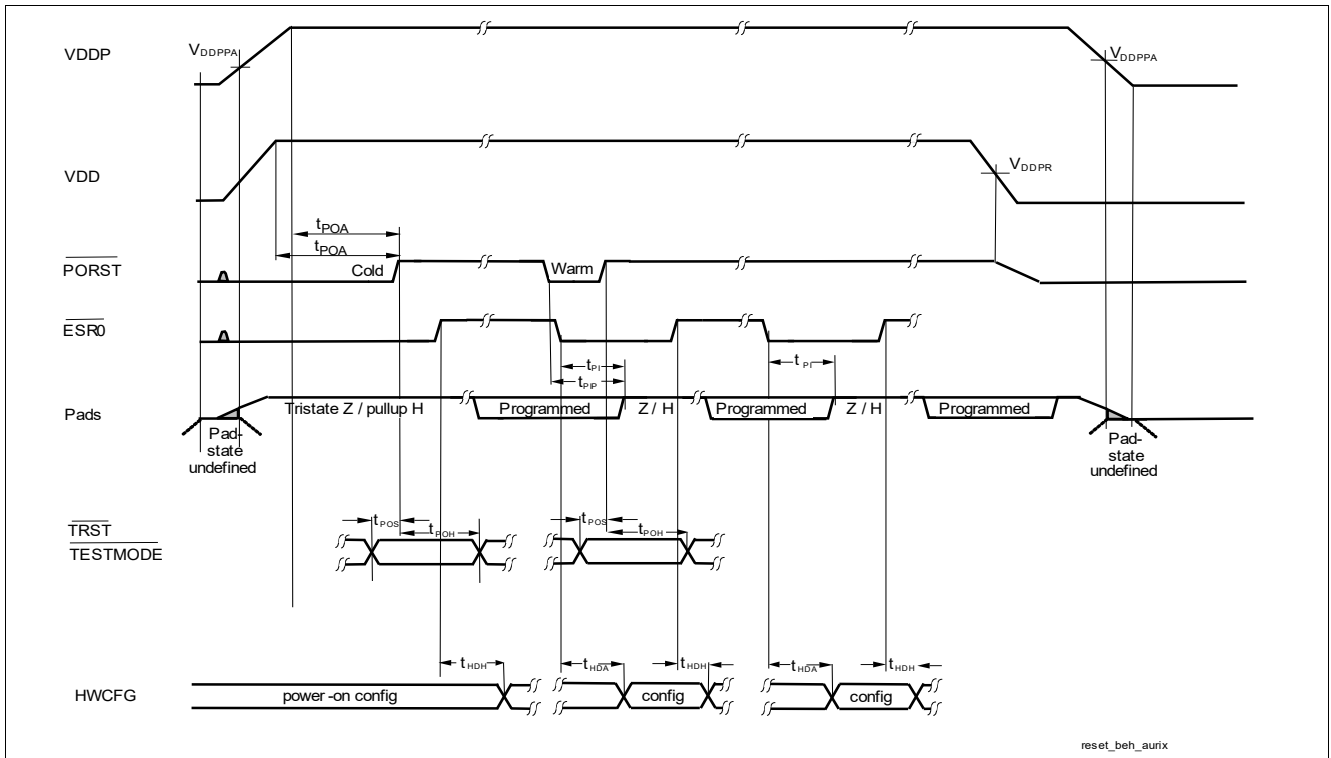 VDDP
VDDPPA
VDDPPA
VDD
VDDPR
tPOA
tPOA
PORST
Cold
Warm
ESR0
tPI
tPI
tPIP
Pads
Tristate Z / pullup H
Programmed
Z / H
Programmed
Z / H
Programmed
Pad-
state
undefined
Pad-
state
undefined
TRST
TESTMODE
tPOS
tPOH
tPOS
tPOH
tHDH
tHDA
tHDH
tHDA
tHDH
HWCFG
power-on config
config
config
reset_beh_aurix